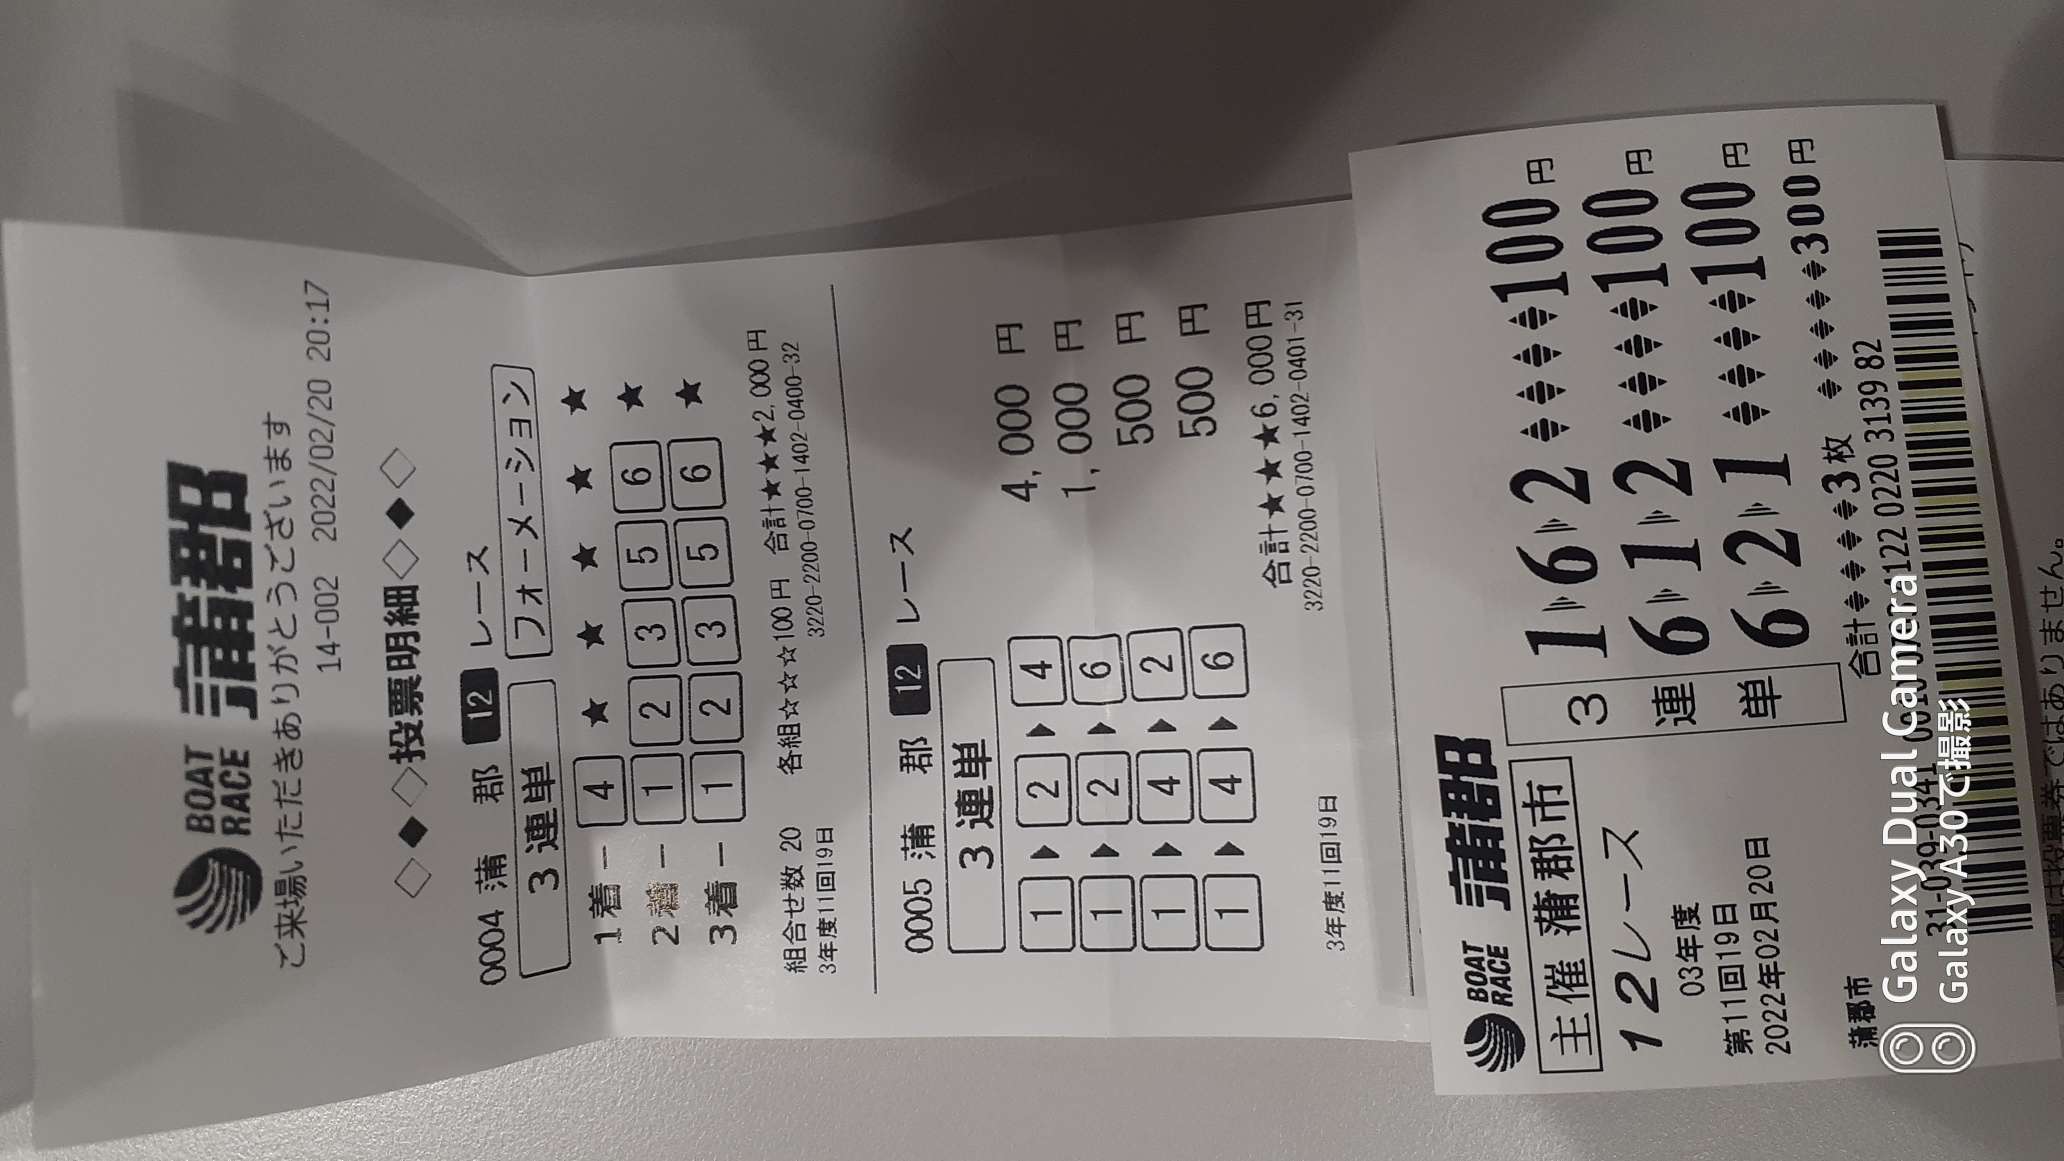 BOAT RACE 蒲郡
ご来場いただきありがとうございます
14-002 2022/02/20 20:17
◇◆◇投票明細◇◆◇
0004 蒲 郡 12 レース
3連単 フォーメーション
1着 - 4 ★ ★ ★ ★ ★
2着 - 1 2 3 5 6 ★
3着 - 1 2 3 5 6 ★
組合せ数 20 各組☆☆☆100円 合計★★★★2,000円
3年度11回19日 3220-2200-0700-1402-0400-32
0005 蒲 郡 12 レース
3連単
1▶2▶4 4,000 円
1▶2▶6 1,000 円
1▶4▶2 500 円
1▶4▶6 500 円
合計★★★★6,000円
3年度11回19日 3220-2200-0700-1402-0401-31
BOAT RACE 蒲郡
主催 蒲郡市
12レース
03年度
第11回19日
2022年02月20日
蒲郡市
3連単
1▶6▶2 ◆◆◆◆100円
6▶1▶2 ◆◆◆◆100円
6▶2▶1 ◆◆◆◆100円
合計◆◆◆◆◆3枚 ◆◆◆◆◆300円
31-039-0341 0220 3139 82
ありません。
Galaxy Dual Camera
Galaxy A30で撮影